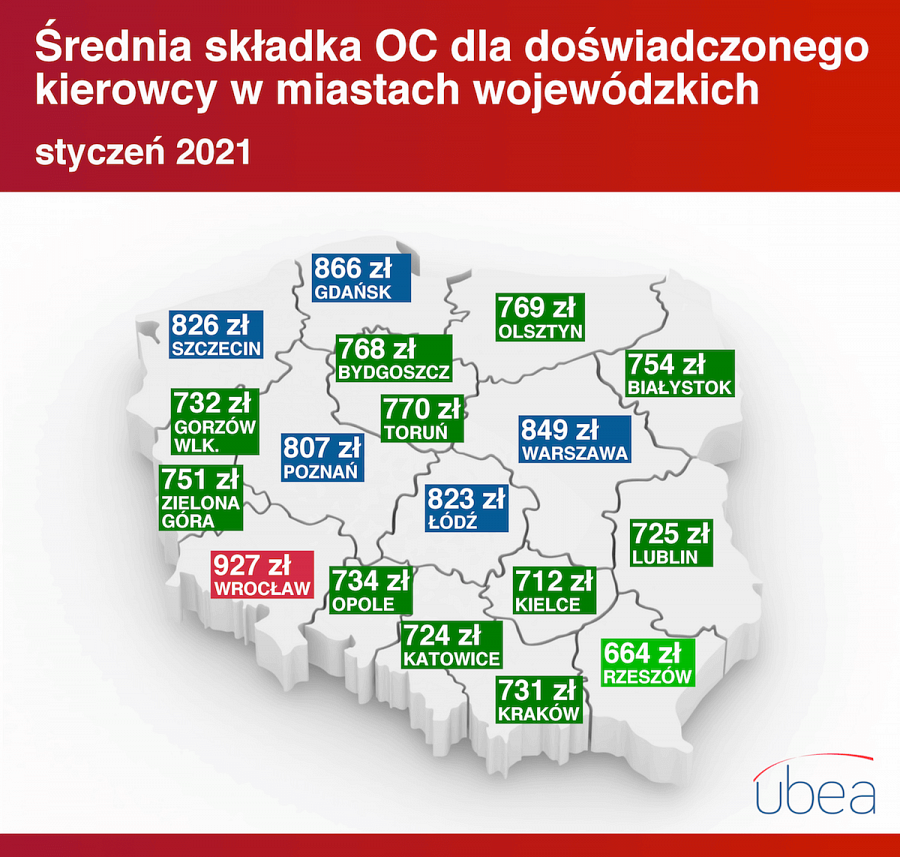 Średnia składka OC dla doświadczonego
kierowcy w miastach wojewódzkich
styczeń 2021
866 zł
GDAŃSK
826 zł
SZCZECIN
769 zł
OLSZTYN
768 zł
BYDGOSZCZ
754 zł
BIAŁYSTOK
732 zł
GORZÓW
WLK.
770 zł
TORUŃ
807 zł
POZNAŃ
849 zł
WARSZAWA
751 zł
ZIELONA
GÓRA
823 zł
ŁÓDŹ
725 zł
LUBLIN
927 zł
WROCŁAW
734 zł
OPOLE
712 zł
KIELCE
724 zł
KATOWICE
664 zł
RZESZÓW
731 zł
KRAKÓW
ubea